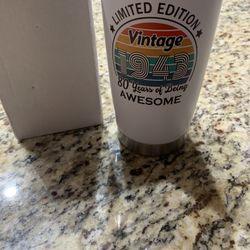 LIMITED EDITION
Vintage
1943
80 Years of Being
AWESOME